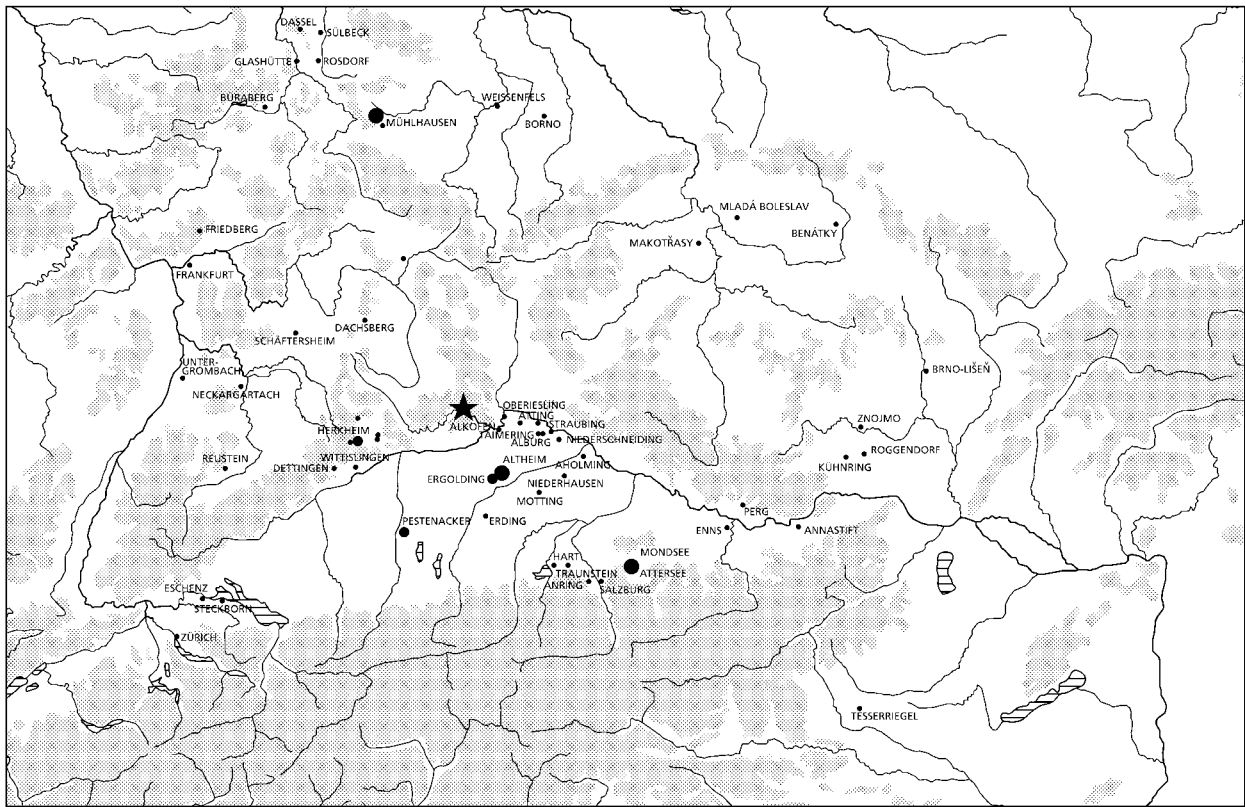 DASSEL
SÜLBECK
GLASHÜTTE
ROSDORF
BÜRABERG
WEISSENFELS
MÜHLHAUSEN
BORNO
MLADÁ BOLESLAV
BENÁTKY
FRIEDBERG
MAKOTŘASY
FRANKFURT
DACHSBERG
SCHÄFTERSHEIM
UNTER-
GROMBACH
NECKARGARTACH
BRNO-LIŠEŇ
OBERIESLING
ATTING
ALKOFEN
STRAUBING
ZNOJMO
HERKHEIM
TAIMERING
ALBURG
NIEDERSCHNEIDING
ROGGENDORF
WITTISLINGEN
ALTHEIM
AHOLMING
KÜHNRING
REUSTEIN
DETTINGEN
ERGOLDING
NIEDERHAUSEN
MOTTING
PERG
PESTENACKER
ERDING
ENNS
ANNASTIFT
HART
MONDSEE
TRAUNSTEIN
ATTERSEE
ANRING
SALZBURG
ESCHENZ
STECKBORN
ZÜRICH
TESSERRIEGEL